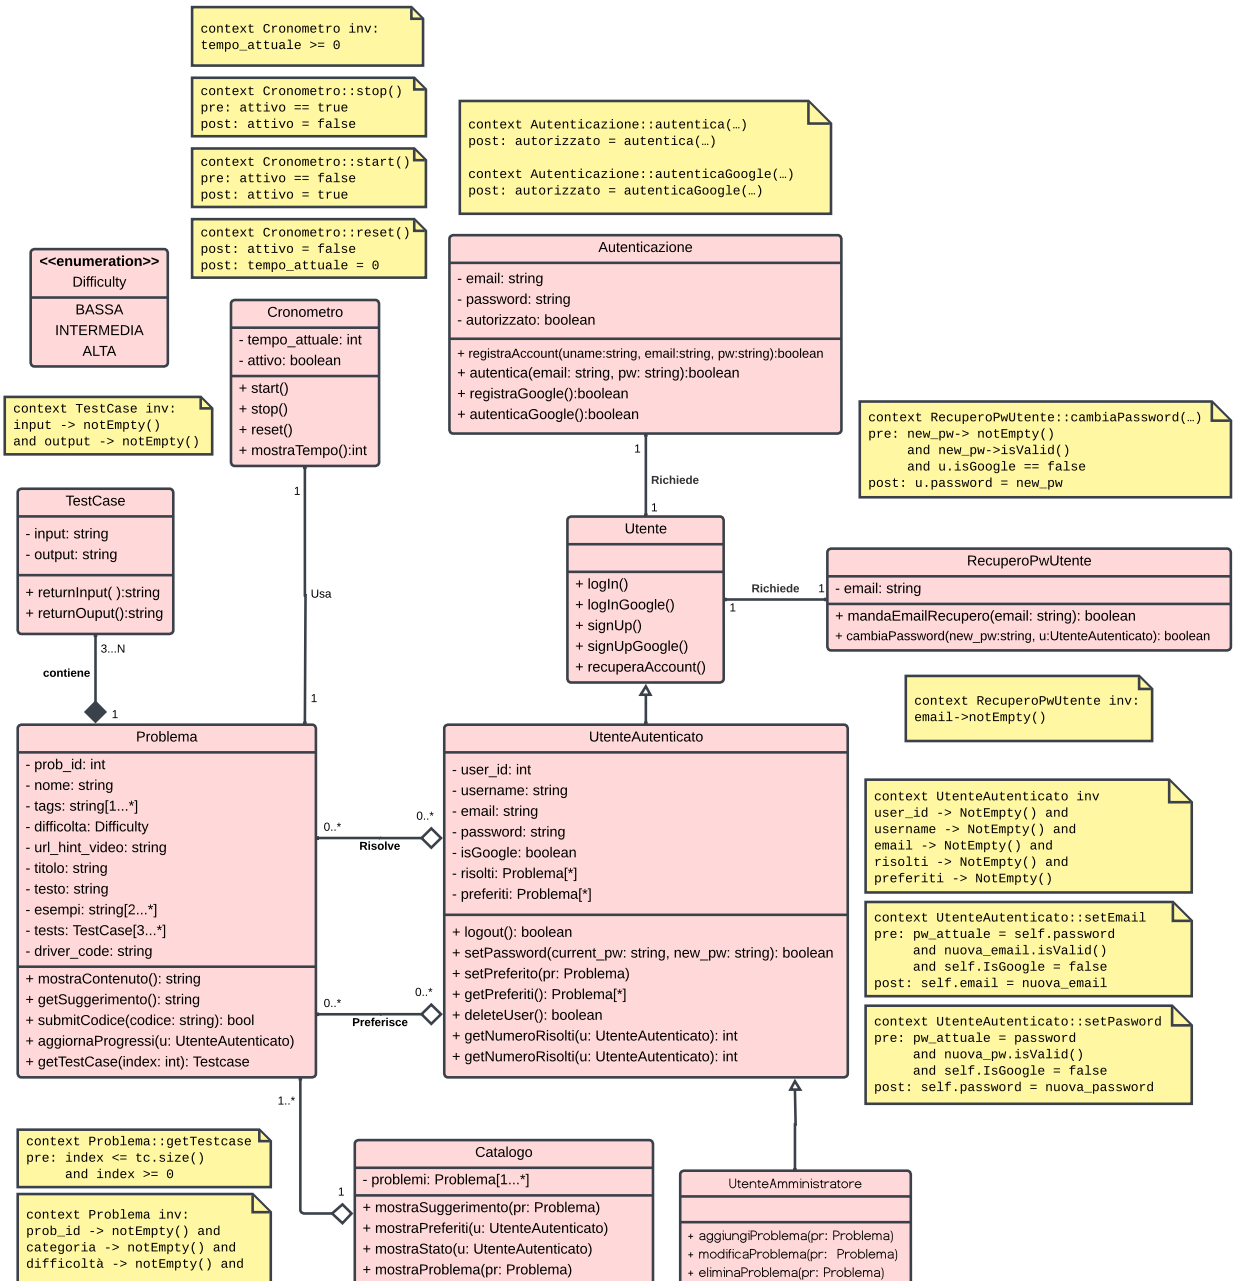 context Cronometro inv:
tempo_attuale >= 0
context Cronometro::stop()
pre: attivo == true
post: attivo = false
context Cronometro::start()
pre: attivo == false
post: attivo = true
context Cronometro::reset()
post: attivo = false
post: tempo_attuale = 0
context Autenticazione::autentica(…)
post: autorizzato = autentica(…)
context Autenticazione::autenticaGoogle(…)
post: autorizzato = autenticaGoogle(…)
<<enumeration>>
Difficulty
BASSA
INTERMEDIA
ALTA
Cronometro
- tempo_attuale: int
- attivo: boolean
+ start()
+ stop()
+ reset()
+ mostraTempo():int
Autenticazione
- email: string
- password: string
- autorizzato: boolean
+ registraAccount(uname:string, email:string, pw:string):boolean
+ autentica(email: string, pw: string):boolean
+ registraGoogle():boolean
+ autenticaGoogle():boolean
context TestCase inv:
input -> notEmpty()
and output -> notEmpty()
context RecuperoPwUtente::cambiaPassword(…)
pre: new_pw-> notEmpty()
and new_pw->isValid()
and u.isGoogle == false
post: u.password = new_pw
1
Richiede
1
1
Usa
1
TestCase
- input: string
- output: string
+ returnInput( ):string
+ returnOuput():string
3...N
contiene
1
Utente
+ logIn()
+ logInGoogle()
+ signUp()
+ signUpGoogle()
+ recuperaAccount()
Richiede
1
1
RecuperoPwUtente
- email: string
+ mandaEmailRecupero(email: string): boolean
+ cambiaPassword(new_pw:string, u:UtenteAutenticato): boolean
context RecuperoPwUtente inv:
email->notEmpty()
Problema
- prob_id: int
- nome: string
- tags: string[1...*]
- difficolta: Difficulty
- url_hint_video: string
- titolo: string
- testo: string
- esempi: string[2...*]
- tests: TestCase[3...*]
- driver_code: string
+ mostraContenuto(): string
+ getSuggerimento(): string
+ submitCodice(codice: string): bool
+ aggiornaProgressi(u: UtenteAutenticato)
+ getTestCase(index: int): Testcase
0..*
0..*
Risolve
0..*
0..*
Preferisce
UtenteAutenticato
- user_id: int
- username: string
- email: string
- password: string
- isGoogle: boolean
- risolti: Problema[*]
- preferiti: Problema[*]
+ logout(): boolean
+ setPassword(current_pw: string, new_pw: string): boolean
+ setPreferito(pr: Problema)
+ getPreferiti(): Problema[*]
+ deleteUser(): boolean
+ getNumeroRisolti(u: UtenteAutenticato): int
+ getNumeroRisolti(u: UtenteAutenticato): int
context UtenteAutenticato inv
user_id -> NotEmpty() and
username -> NotEmpty() and
email -> NotEmpty() and
risolti -> NotEmpty() and
preferiti -> NotEmpty()
context UtenteAutenticato::setEmail
pre: pw_attuale = self.password
and nuova_email.isValid()
and self.IsGoogle = false
post: self.email = nuova_email
context UtenteAutenticato::setPasword
pre: pw_attuale = password
and nuova_pw.isValid()
and self.IsGoogle = false
post: self.password = nuova_password
1..*
1
context Problema::getTestcase
pre: index <= tc.size()
and index >= 0
context Problema inv:
prob_id -> notEmpty() and
categoria -> notEmpty() and
difficoltà -> notEmpty() and
Catalogo
- problemi: Problema[1...*]
+ mostraSuggerimento(pr: Problema)
+ mostraPreferiti(u: UtenteAutenticato)
+ mostraStato(u: UtenteAutenticato)
+ mostraProblema(pr: Problema)
UtenteAmministratore
+ aggiungiProblema(pr: Problema)
+ modificaProblema(pr: Problema)
+ eliminaProblema(pr: Problema)